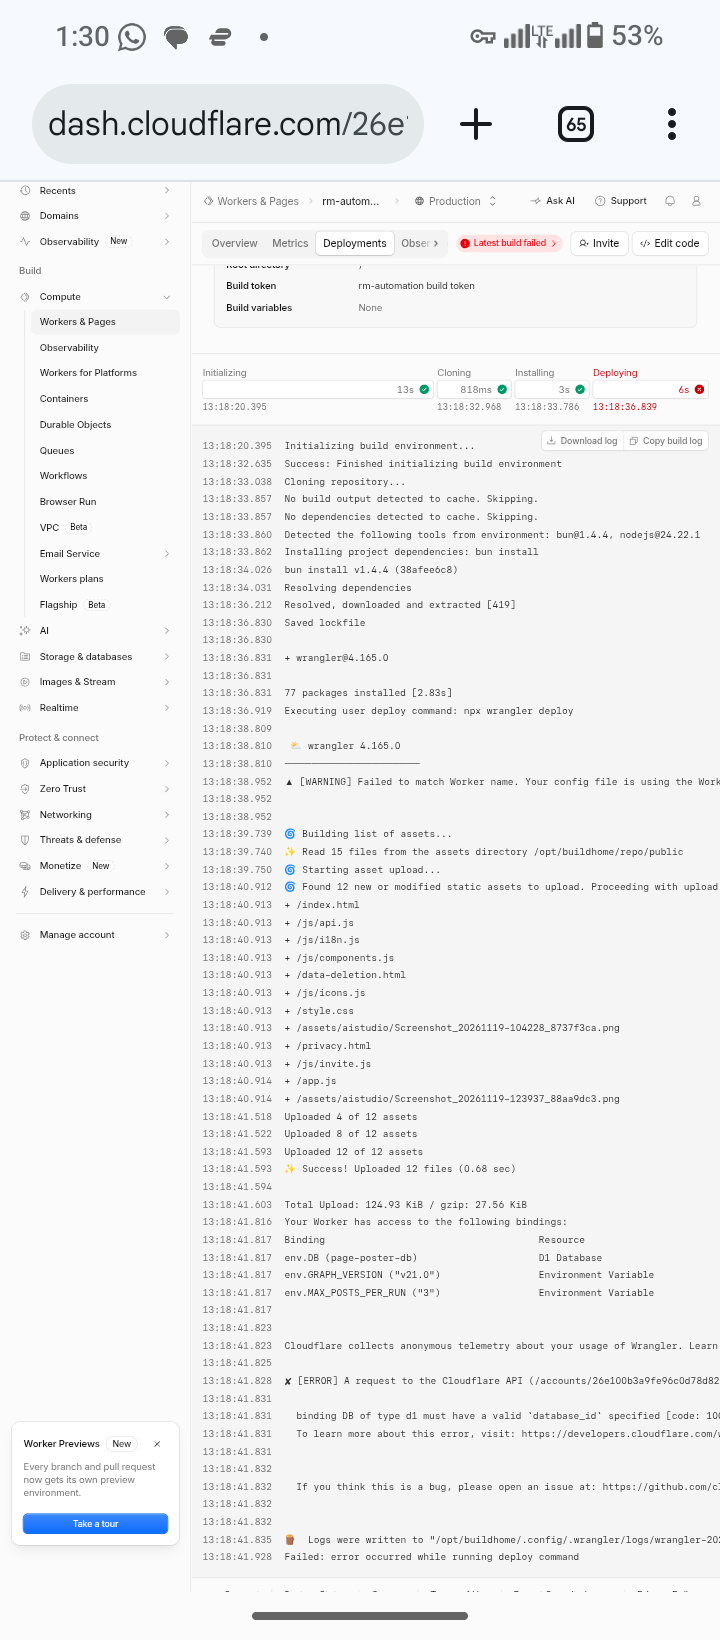 1:30
LTE
53%
dash.cloudflare.com/26e
65
Recents
Domains
Observability New
Build
Compute
Workers & Pages
Observability
Workers for Platforms
Containers
Durable Objects
Queues
Workflows
Browser Run
VPC Beta
Email Service
Workers plans
Flagship Beta
AI
Storage & databases
Images & Stream
Realtime
Protect & connect
Application security
Zero Trust
Networking
Threats & defense
Monetize New
Delivery & performance
Manage account
Worker Previews New
Every branch and pull request
now gets its own preview
environment.
Take a tour
Workers & Pages rm-autom... Production Ask AI Support
Overview Metrics Deployments Obser Latest build failed Invite Edit code
Root directory /
Build token rm-automation build token
Build variables None
Initializing Cloning Installing Deploying
13s 818ms 3s 6s
13:18:20.395 13:18:32.968 13:18:33.786 13:18:36.839
Download log Copy build log
13:18:20.395 Initializing build environment...
13:18:32.635 Success: Finished initializing build environment
13:18:33.038 Cloning repository...
13:18:33.857 No build output detected to cache. Skipping.
13:18:33.857 No dependencies detected to cache. Skipping.
13:18:33.860 Detected the following tools from environment: bun@1.4.4, nodejs@24.22.1
13:18:33.862 Installing project dependencies: bun install
13:18:34.026 bun install v1.4.4 (38afee6c8)
13:18:34.031 Resolving dependencies
13:18:36.212 Resolved, downloaded and extracted [419]
13:18:36.830 Saved lockfile
13:18:36.830
13:18:36.831 + wrangler@4.165.0
13:18:36.831
13:18:36.831 77 packages installed [2.83s]
13:18:36.919 Executing user deploy command: npx wrangler deploy
13:18:38.809
13:18:38.810 ⛅ wrangler 4.165.0
13:18:38.810 ───────────────────────
13:18:38.952 ▲ [WARNING] Failed to match Worker name. Your config file is using the Work
13:18:38.952
13:18:38.952
13:18:39.739 🌀 Building list of assets...
13:18:39.740 ✨ Read 15 files from the assets directory /opt/buildhome/repo/public
13:18:39.750 🌀 Starting asset upload...
13:18:40.912 🌀 Found 12 new or modified static assets to upload. Proceeding with upload
13:18:40.913 + /index.html
13:18:40.913 + /js/api.js
13:18:40.913 + /js/i18n.js
13:18:40.913 + /js/components.js
13:18:40.913 + /data-deletion.html
13:18:40.913 + /js/icons.js
13:18:40.913 + /style.css
13:18:40.913 + /assets/aistudio/Screenshot_20261119-104228_8737f3ca.png
13:18:40.913 + /privacy.html
13:18:40.913 + /js/invite.js
13:18:40.914 + /app.js
13:18:40.914 + /assets/aistudio/Screenshot_20261119-123937_88aa9dc3.png
13:18:41.518 Uploaded 4 of 12 assets
13:18:41.522 Uploaded 8 of 12 assets
13:18:41.593 Uploaded 12 of 12 assets
13:18:41.593 ✨ Success! Uploaded 12 files (0.68 sec)
13:18:41.594
13:18:41.603 Total Upload: 124.93 KiB / gzip: 27.56 KiB
13:18:41.816 Your Worker has access to the following bindings:
13:18:41.817 Binding Resource
13:18:41.817 env.DB (page-poster-db) D1 Database
13:18:41.817 env.GRAPH_VERSION ("v21.0") Environment Variable
13:18:41.817 env.MAX_POSTS_PER_RUN ("3") Environment Variable
13:18:41.817
13:18:41.823
13:18:41.823 Cloudflare collects anonymous telemetry about your usage of Wrangler. Learn
13:18:41.825
13:18:41.828 ✘ [ERROR] A request to the Cloudflare API (/accounts/26e100b3a9fe96c0d78d82
13:18:41.831
13:18:41.831 binding DB of type d1 must have a valid `database_id` specified [code: 100
13:18:41.831 To learn more about this error, visit: https://developers.cloudflare.com/w
13:18:41.831
13:18:41.832
13:18:41.832 If you think this is a bug, please open an issue at: https://github.com/cl
13:18:41.832
13:18:41.832
13:18:41.835 🪵 Logs were written to "/opt/buildhome/.config/.wrangler/logs/wrangler-202
13:18:41.928 Failed: error occurred while running deploy command